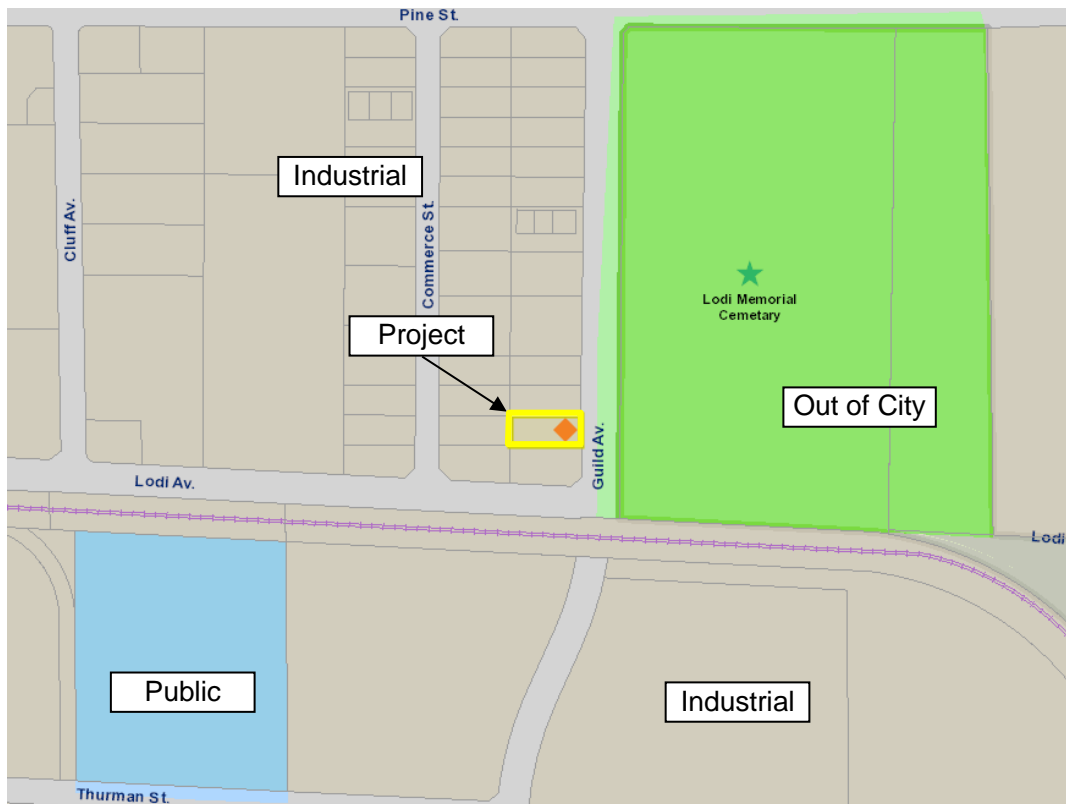 Pine St.
Industrial
Cluff Av.
Commerce St.
Lodi Memorial
Cemetary
Project
Out of City
Guild Av.
Lodi Av.
Lodi
Public
Industrial
Thurman St.